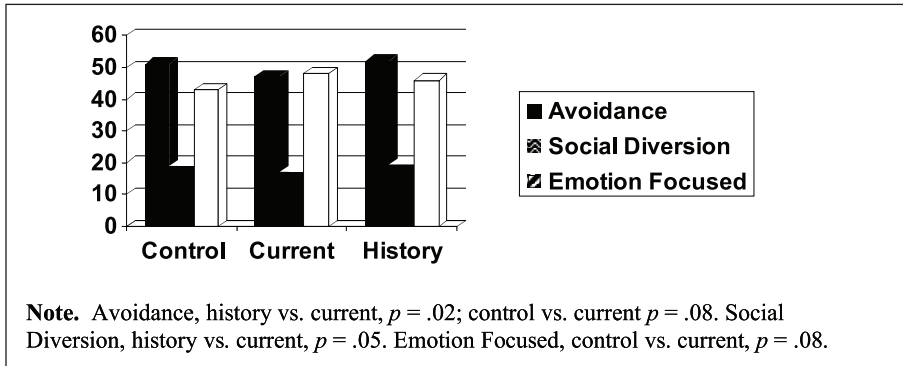 60
50
40
30
20
10
0
Control Current History
Avoidance
Social Diversion
Emotion Focused
Note. Avoidance, history vs. current, p = .02; control vs. current p = .08. Social
Diversion, history vs. current, p = .05. Emotion Focused, control vs. current, p = .08.